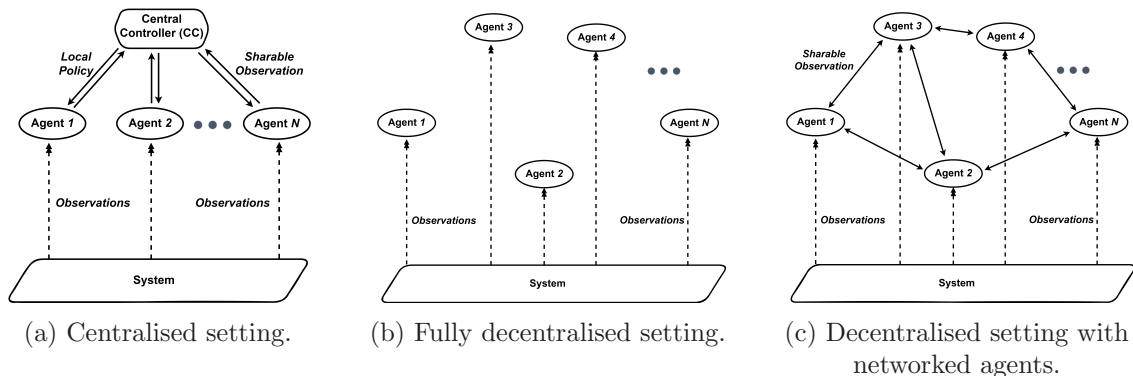 Central
Controller (CC)
Local
Policy
Sharable
Observation
Agent 1
Agent 2
Agent N
Observations
Observations
System
(a) Centralised setting.
Agent 3
Agent 4
Agent 1
Agent N
Agent 2
Observations
Observations
System
(b) Fully decentralised setting.
Agent 3
Agent 4
Sharable
Observation
Agent 1
Agent N
Agent 2
Observations
Observations
System
(c) Decentralised setting with
networked agents.